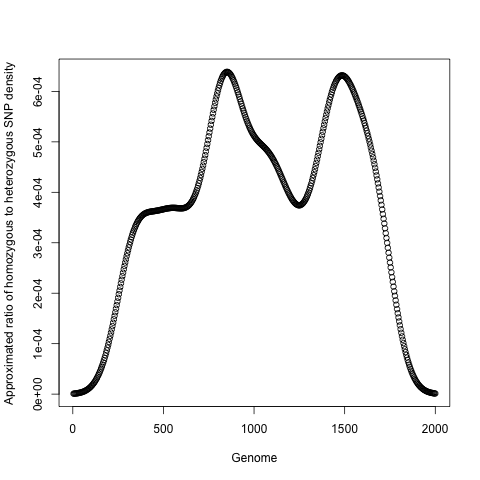 Approximated ratio of homozygous to heterozygous SNP density
6e-04
5e-04
4e-04
3e-04
2e-04
1e-04
0e+00
0 500 1000 1500 2000
Genome